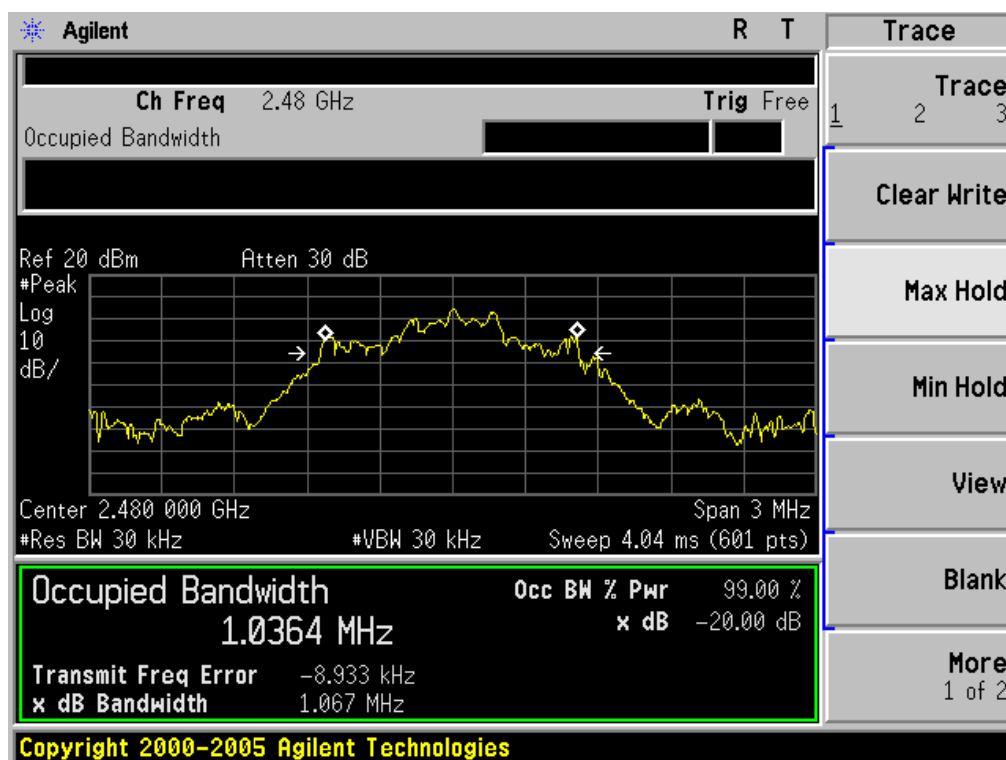 Agilent R T Trace
Ch Freq 2.48 GHz Trig Free
Occupied Bandwidth
Trace
1 2 3
Clear Write
Max Hold
Min Hold
View
Blank
More
1 of 2
Ref 20 dBm Atten 30 dB
#Peak
Log
10
dB/
Center 2.480 000 GHz Span 3 MHz
#Res BW 30 kHz #VBW 30 kHz Sweep 4.04 ms (601 pts)
Occupied Bandwidth Occ BW % Pwr 99.00 %
1.0364 MHz x dB -20.00 dB
Transmit Freq Error -8.933 kHz
x dB Bandwidth 1.067 MHz
Copyright 2000-2005 Agilent Technologies